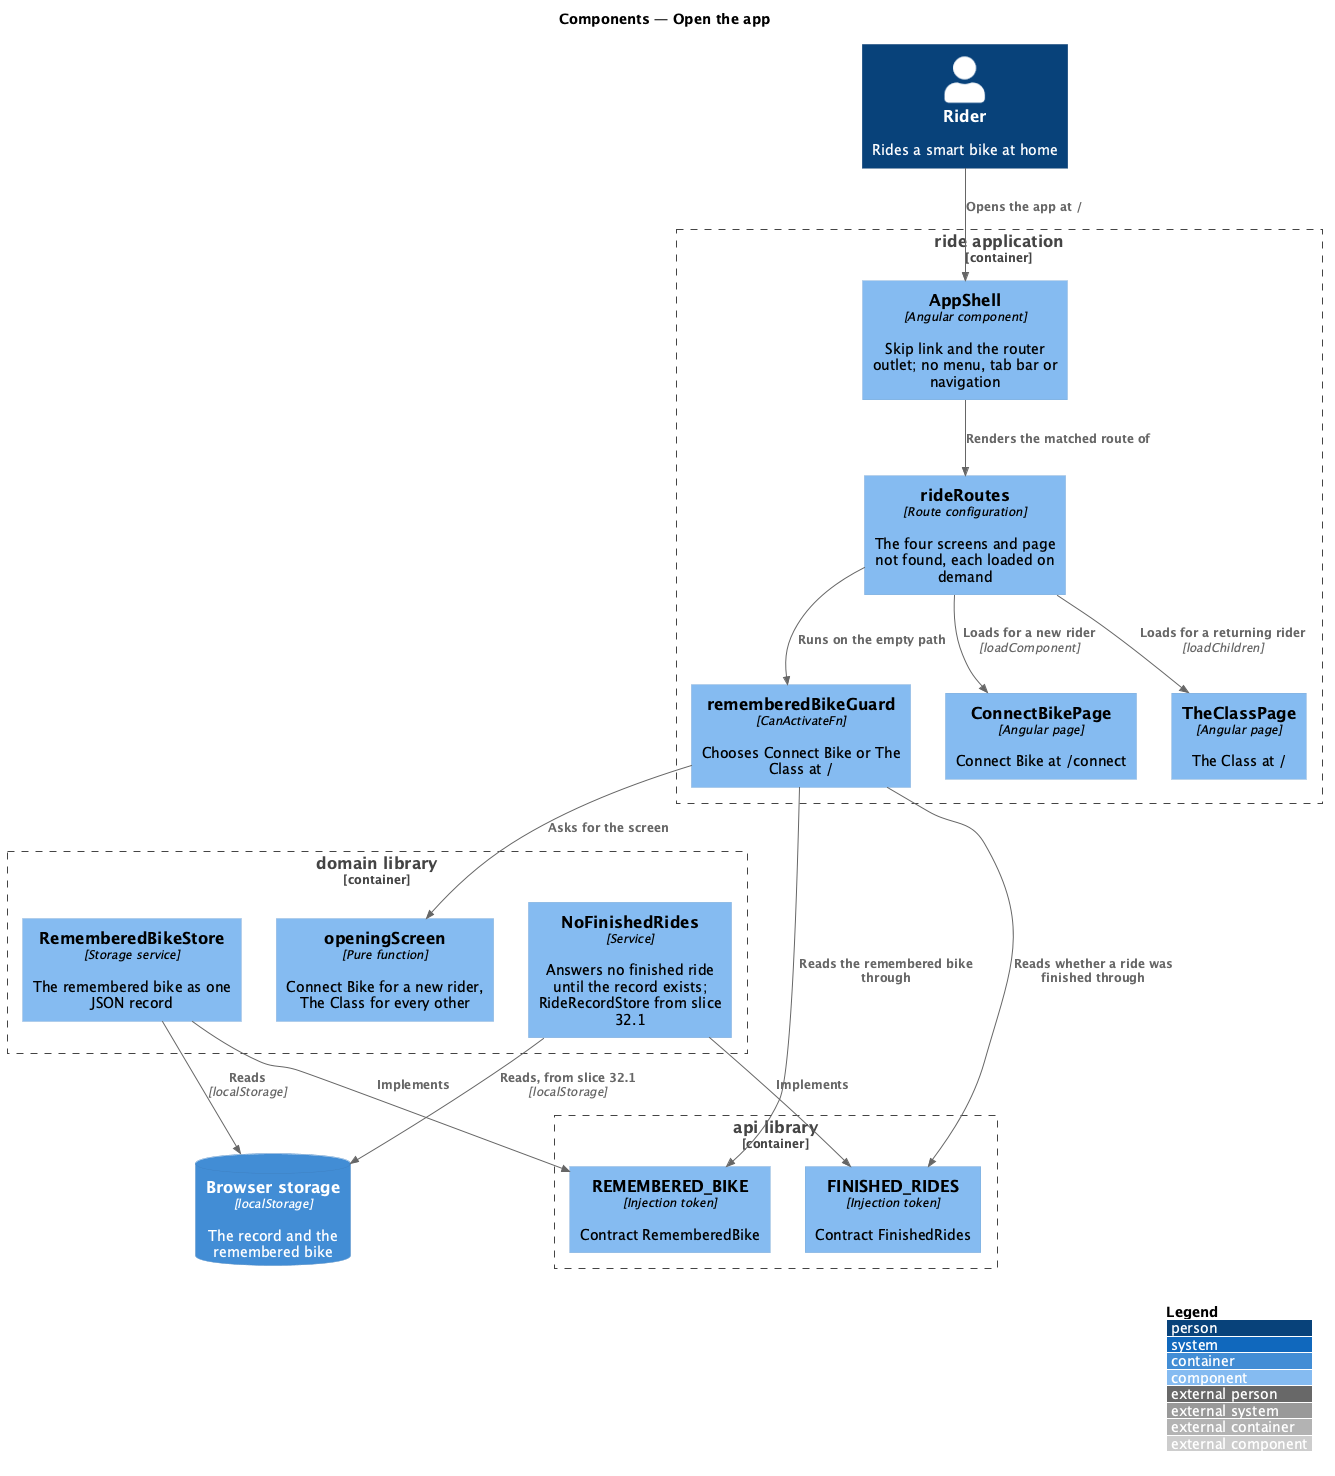 Components — Open the app
Rider
Rides a smart bike at home
Opens the app at /
ride application
[container]
AppShell
[Angular component]
Skip link and the router
outlet; no menu, tab bar or
navigation
Renders the matched route of
rideRoutes
[Route configuration]
The four screens and page
not found, each loaded on
demand
Runs on the empty path
Loads for a new rider
[loadComponent]
Loads for a returning rider
[loadChildren]
rememberedBikeGuard
[CanActivateFn]
Chooses Connect Bike or The
Class at /
ConnectBikePage
[Angular page]
Connect Bike at /connect
TheClassPage
[Angular page]
The Class at /
Asks for the screen
domain library
[container]
RememberedBikeStore
[Storage service]
The remembered bike as one
JSON record
openingScreen
[Pure function]
Connect Bike for a new rider,
The Class for every other
NoFinishedRides
[Service]
Answers no finished ride
until the record exists;
RideRecordStore from slice
32.1
Reads the remembered bike
through
Reads whether a ride was
finished through
Reads
[localStorage]
Implements
Reads, from slice 32.1
[localStorage]
Implements
api library
[container]
Browser storage
[localStorage]
The record and the
remembered bike
REMEMBERED_BIKE
[Injection token]
Contract RememberedBike
FINISHED_RIDES
[Injection token]
Contract FinishedRides
Legend
person
system
container
component
external person
external system
external container
external component